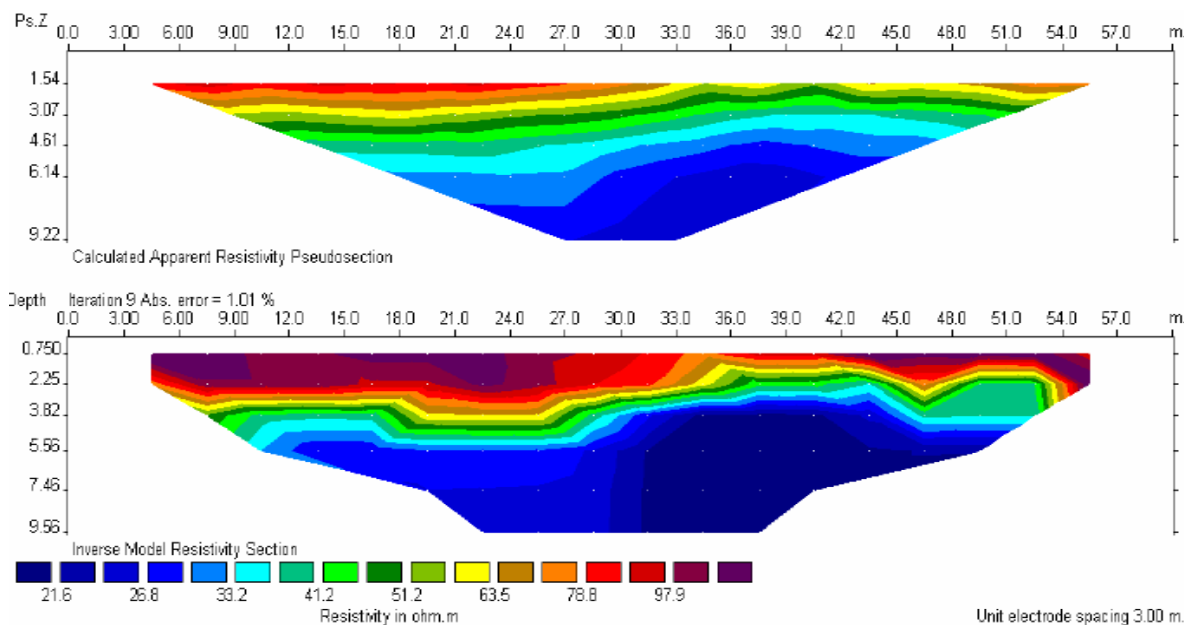 Ps.Z
0.0 3.00 6.00 9.00 12.0 15.0 18.0 21.0 24.0 27.0 30.0 33.0 36.0 39.0 42.0 45.0 48.0 51.0 54.0 57.0 m.
1.54
3.07
4.61
6.14
9.22
Calculated Apparent Resistivity Pseudosection
Depth Iteration 9 Abs. error = 1.01 %
0.0 3.00 6.00 9.00 12.0 15.0 18.0 21.0 24.0 27.0 30.0 33.0 36.0 39.0 42.0 45.0 48.0 51.0 54.0 57.0 m.
0.750
2.25
3.82
5.56
7.46
9.56
Inverse Model Resistivity Section
21.6 26.8 33.2 41.2 51.2 63.5 78.8 97.9
Resistivity in ohm.m Unit electrode spacing 3.00 m.